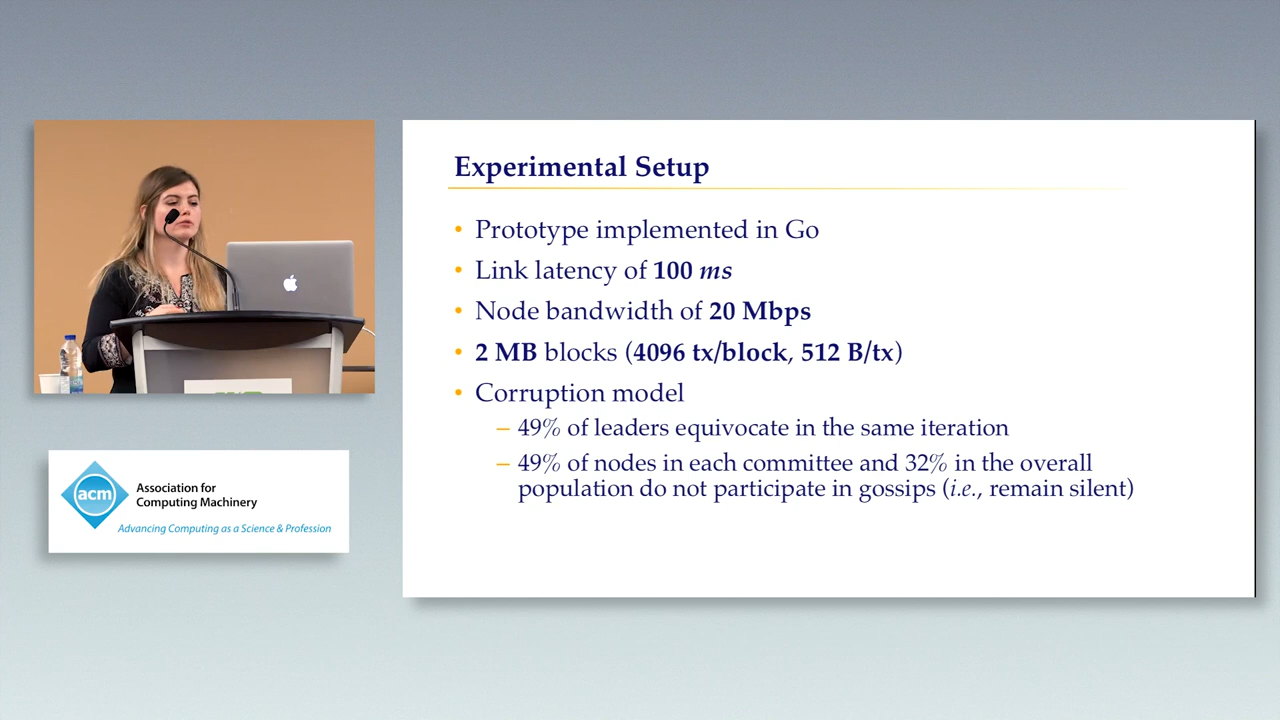 Experimental Setup
• Prototype implemented in Go
• Link latency of 100 ms
• Node bandwidth of 20 Mbps
• 2 MB blocks (4096 tx/block, 512 B/tx)
• Corruption model
– 49% of leaders equivocate in the same iteration
– 49% of nodes in each committee and 32% in the overall
population do not participate in gossips (i.e., remain silent)
acm
Association for
Computing Machinery
Advancing Computing as a Science & Profession